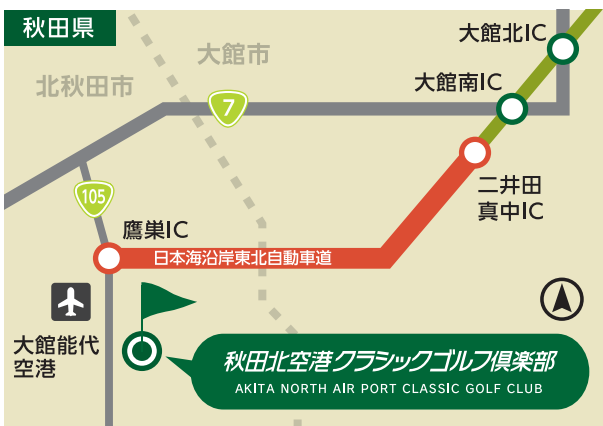 秋田県
大館北IC
大館市
大館南IC
北秋田市
7
二井田
真中IC
105
鷹巣IC
日本海沿岸東北自動車道
大館能代
空港
秋田北空港クラシックゴルフ倶楽部
AKITA NORTH AIR PORT CLASSIC GOLF CLUB